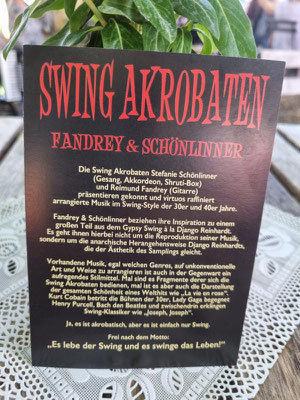 SWING AKROBATEN
FANDREY & SCHÖNLINNER
Die Swing Akrobaten Stefanie Schönlinner
(Gesang, Akkordeon, Shruti-Box)
und Reimund Fandrey (Gitarre)
präsentieren gekonnt und virtuos raffiniert
arrangierte Musik im Swing-Style der 30er und 40er Jahre.
Fandrey & Schönlinner beziehen ihre Inspiration zu einem
großen Teil aus dem Gypsy Swing à la Django Reinhardt.
Es geht ihnen hierbei nicht um die Reproduktion seiner Musik,
sondern um die anarchische Herangehensweise Django Reinhardts,
die der Ästhetik des Samplings gleicht.
Vorhandene Musik, egal welchen Genres, auf unkonventionelle
Art und Weise zu arrangieren ist auch in der Gegenwart ein
aufregendes Stilmittel. Mal sind es Fragmente derer sich die
Swing Akrobaten bedienen, mal ist es aber auch die Darstellung
der gesamten Schönheit eines Welthits wie „La vie en rose".
Kurt Cobain betritt die Bühnen der 30er, Lady Gaga begegnet
Henry Purcell, Bach den Beatles und zwischendrin erklingen
Swing-Klassiker wie „Joseph, Joseph".
Ja, es ist akrobatisch, aber es ist einfach nur Swing.
Frei nach dem Motto:
„Es lebe der Swing und es swinge das Leben!"